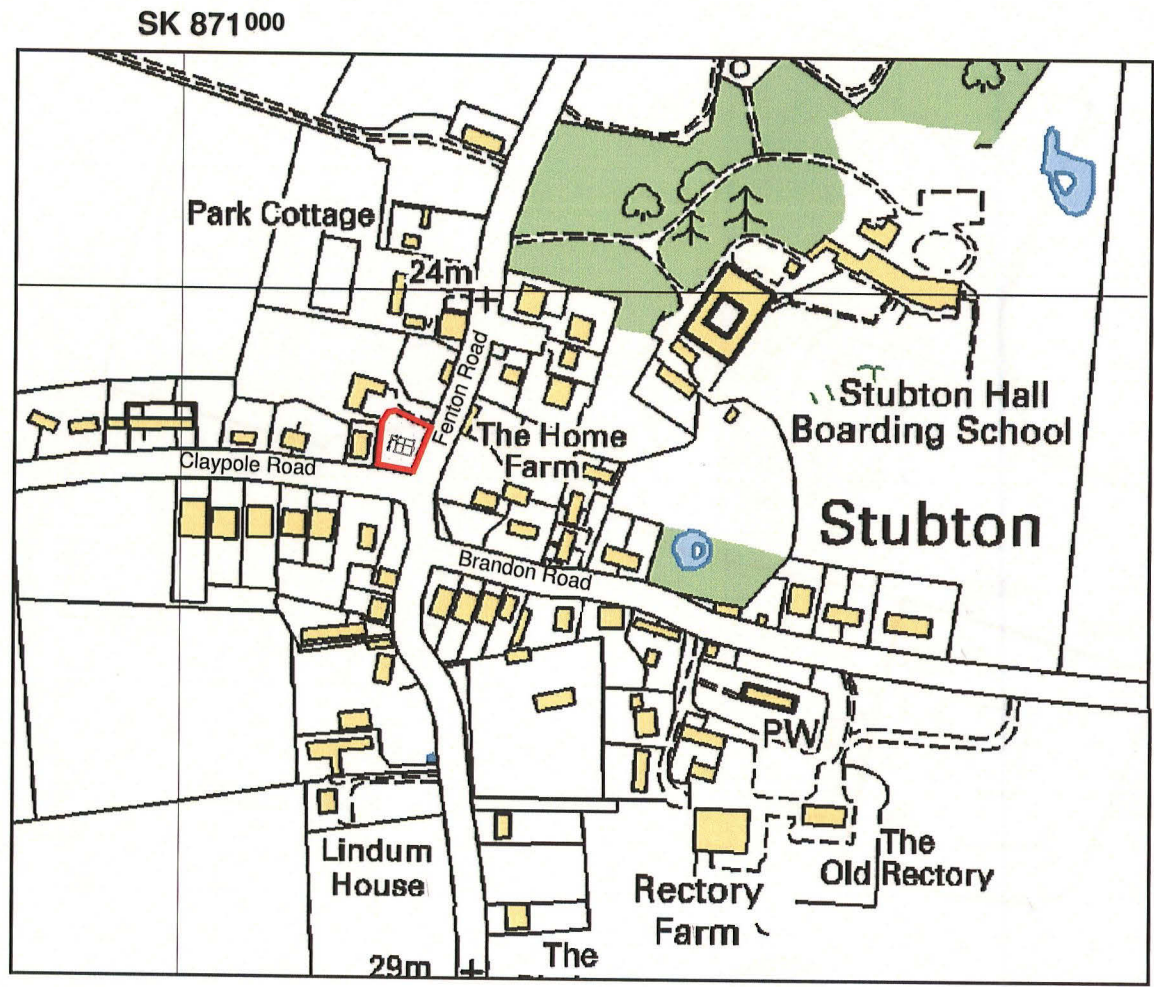 SK 871000
Park Cottage
24m
Fenton Road
Stubton Hall
Boarding School
The Home
Farm
Claypole Road
Stubton
Brandon Road
PW
Lindum
House
The
Old Rectory
Rectory
Farm
The
29m